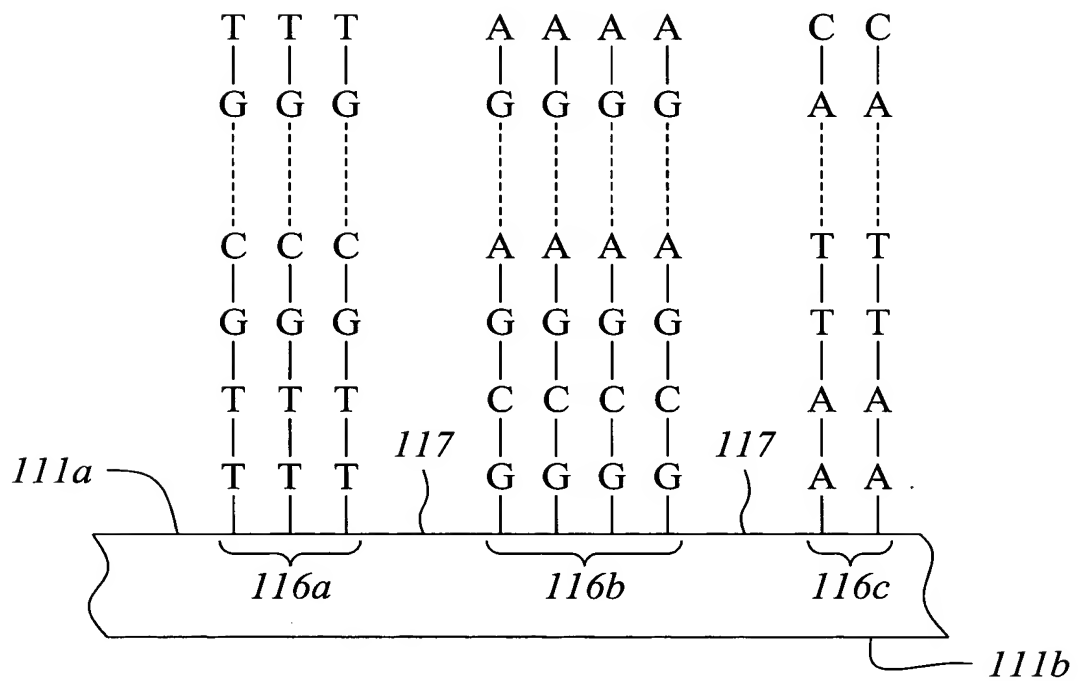 T T T A A A A C C
G G G G G G G A A
C C C A A A A T T
G G G G G G G T T
T T T C C C C A A
117 117
111a
T T T G G G G A A
116a 116b 116c
111b